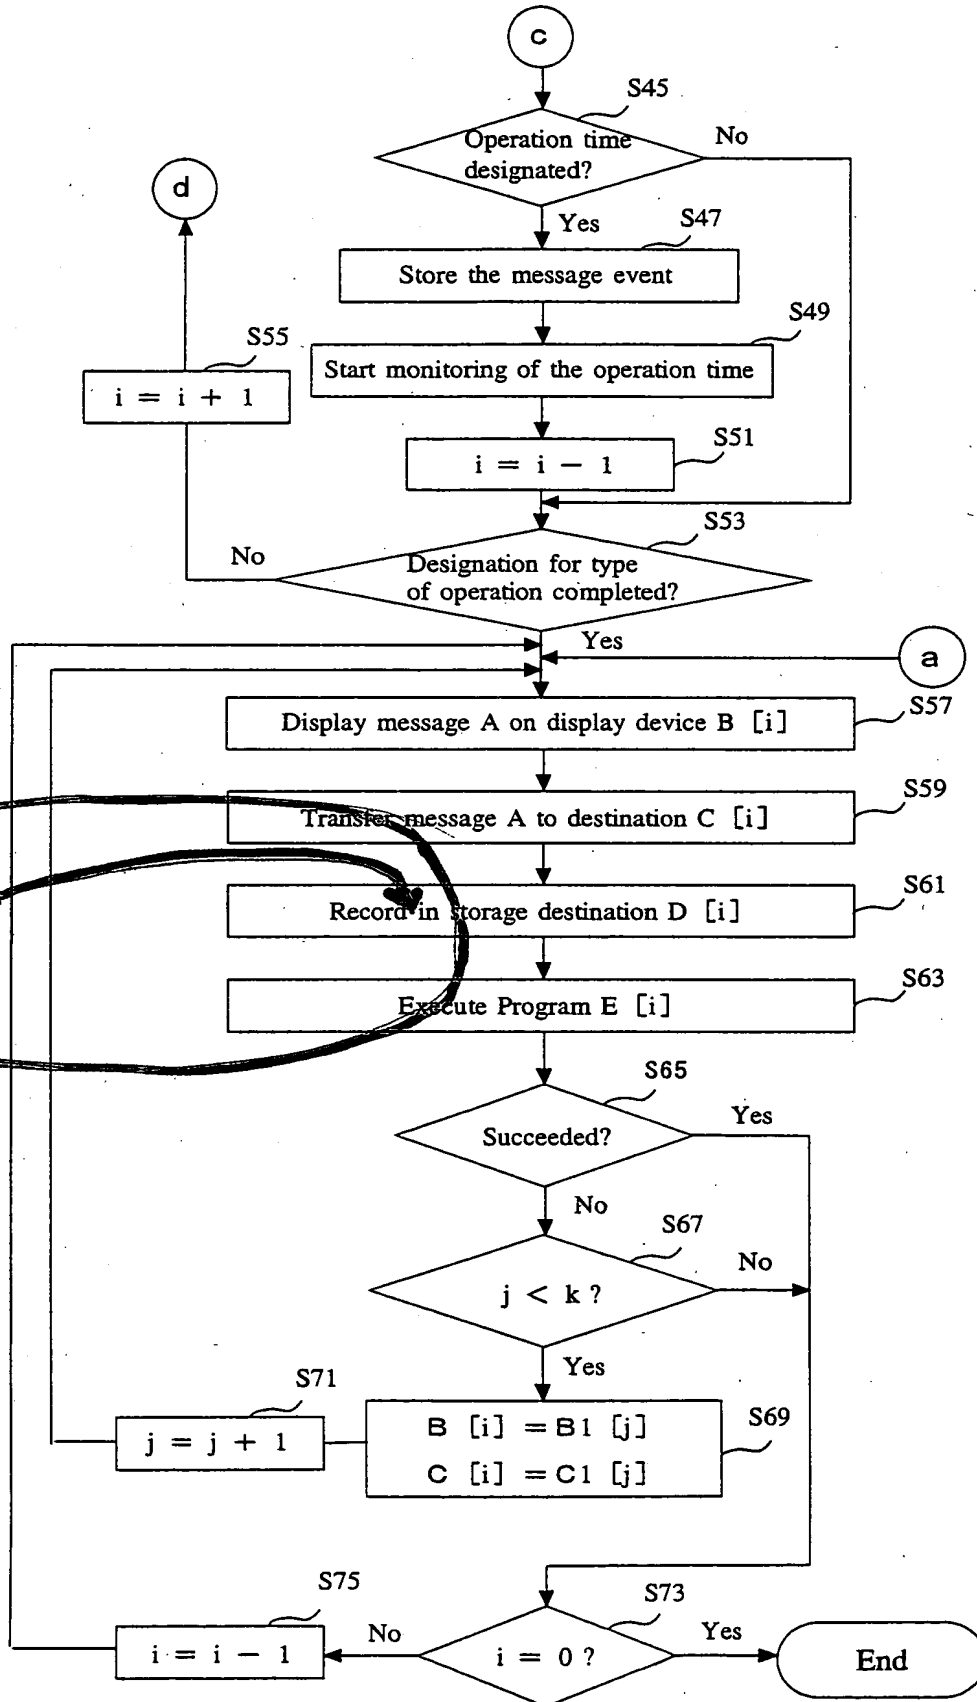 c
S45
Operation time
designated?
No
d
Yes
S47
Store the message event
S49
Start monitoring of the operation time
S55
i = i + 1
S51
i = i - 1
S53
No
Designation for type
of operation completed?
Yes
a
S57
Display message A on display device B [i]
S59
Transfer message A to destination C [i]
S61
Record in storage destination D [i]
S63
Execute Program E [i]
S65
Succeeded?
Yes
No
S67
j < k ?
No
Yes
S71
j = j + 1
S69
B [i] = B1 [j]
C [i] = C1 [j]
S75
i = i - 1
No
S73
i = 0 ?
Yes
End